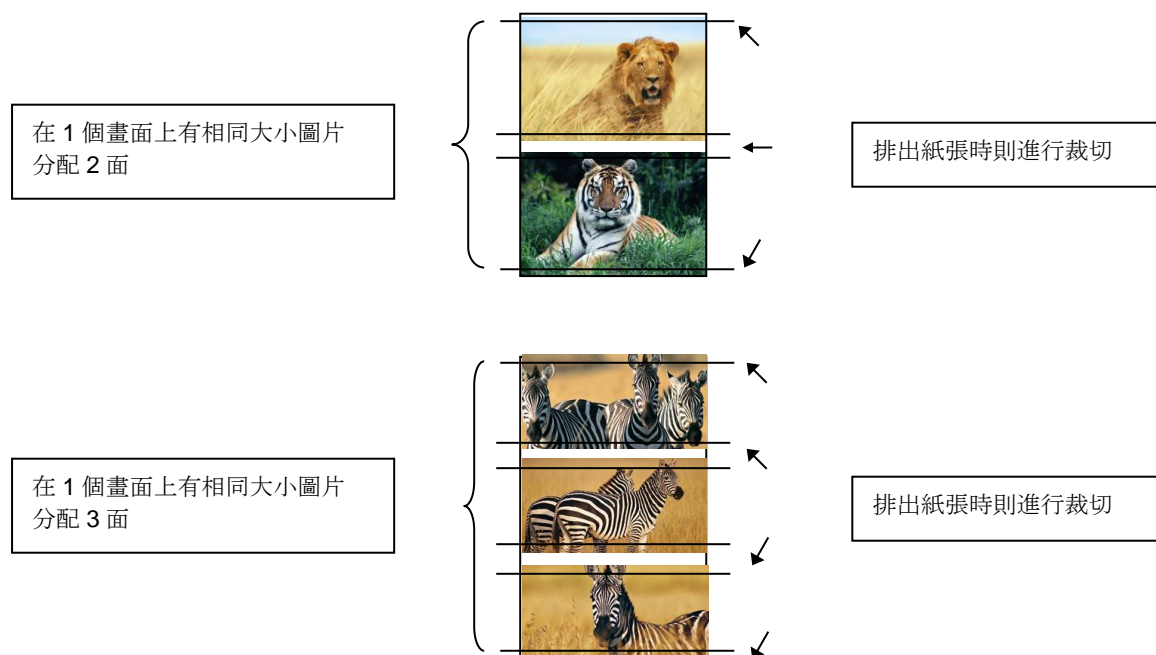 在 1 個畫面上有相同大小圖片
分配 2 面
排出紙張時則進行裁切
在 1 個畫面上有相同大小圖片
分配 3 面
排出紙張時則進行裁切